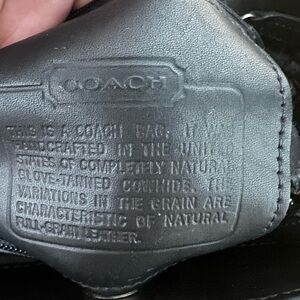 COACH
THIS IS A COACH BAG. IT WAS
HANDCRAFTED IN THE UNITED
STATES OF COMPLETELY NATURAL
GLOVE-TANNED COWHIDE. THE
VARIATIONS IN THE GRAIN ARE
CHARACTERISTIC OF NATURAL
FULL-GRAIN LEATHER.